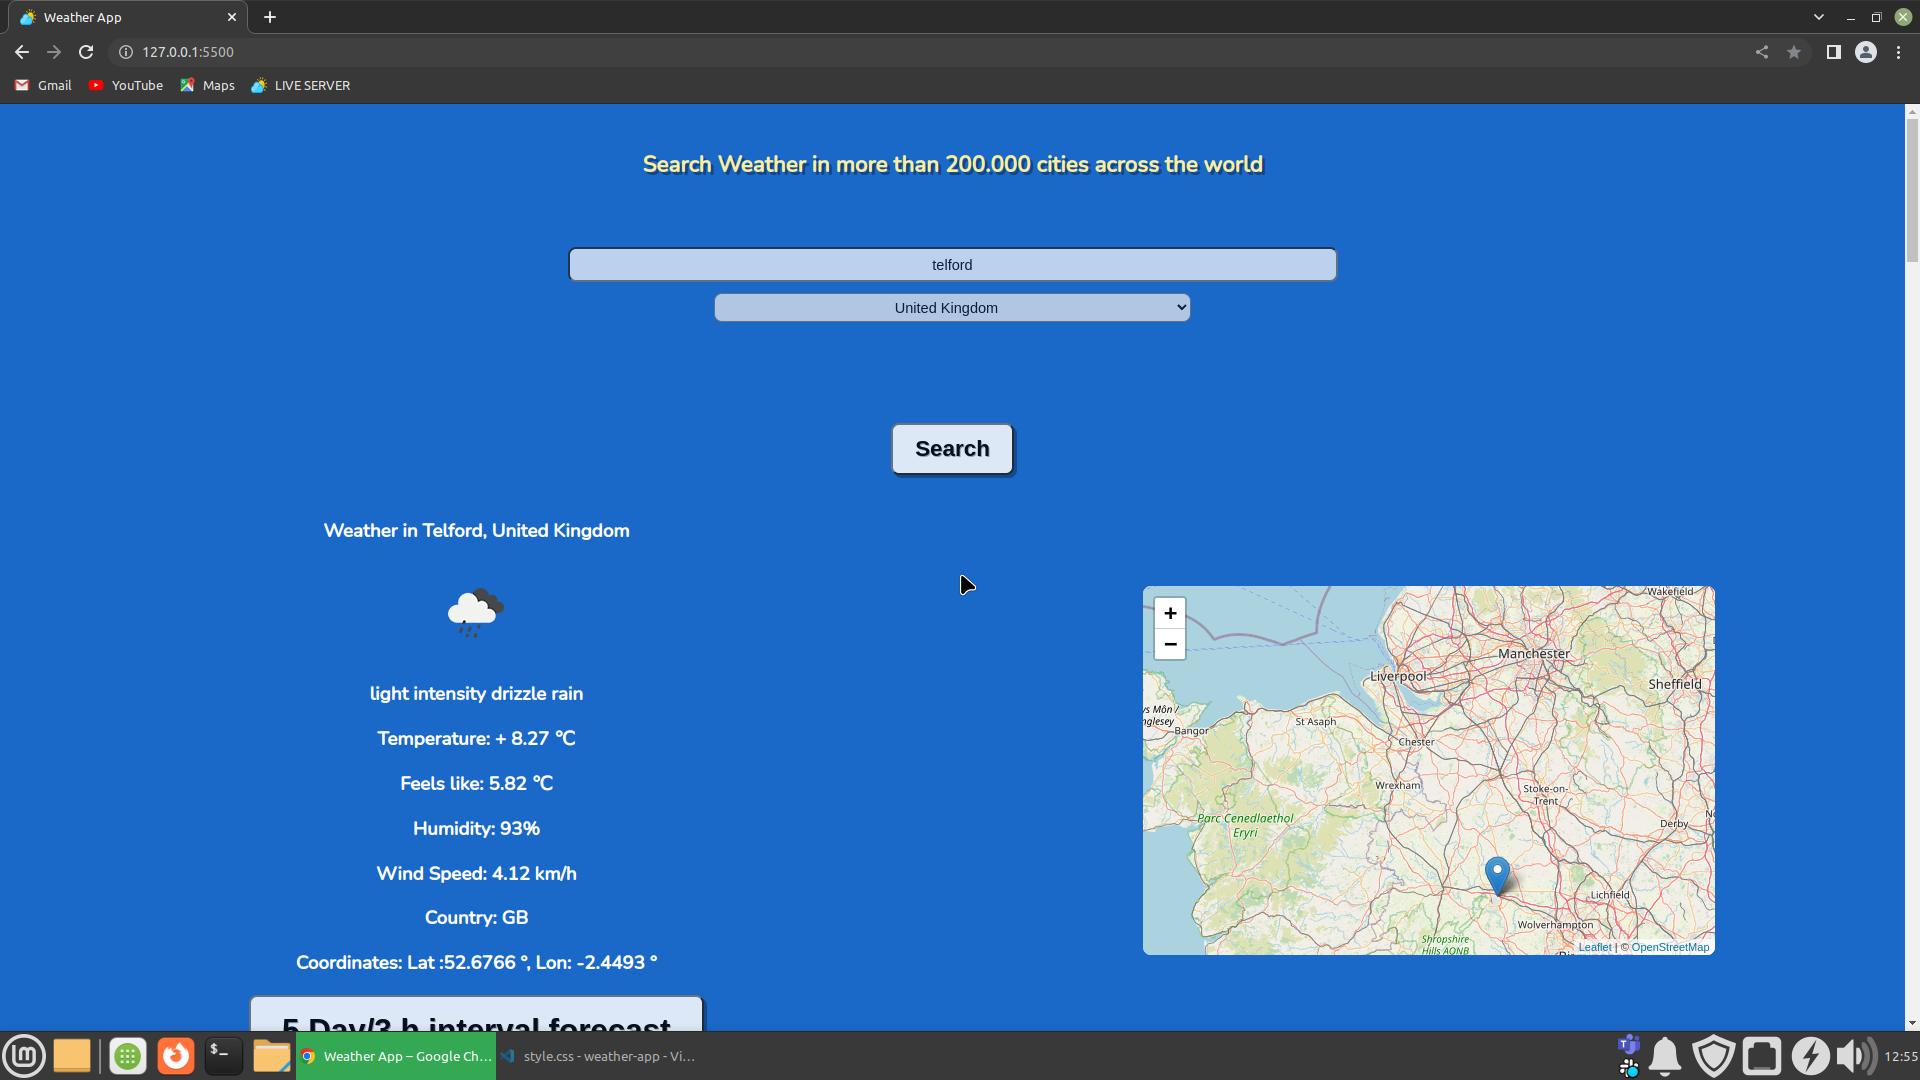 Weather App
127.0.0.1:5500
Gmail YouTube Maps LIVE SERVER
Search Weather in more than 200.000 cities across the world
telford
United Kingdom
Search
Weather in Telford, United Kingdom
light intensity drizzle rain
Temperature: + 8.27 °C
Feels like: 5.82 °C
Humidity: 93%
Wind Speed: 4.12 km/h
Country: GB
Coordinates: Lat :52.6766 °, Lon: -2.4493 °
5 Day/3 h interval forecast
+
−
Wakefield
Manchester
Liverpool
Sheffield
ys Môn /
glesey
St Asaph
Bangor
Chester
Wrexham
Stoke-on-
Trent
Parc Cenedlaethol
Eryri
Derby
Lichfield
Wolverhampton
Shropshire
Hills AONB
Leaflet | © OpenStreetMap
Weather App – Google Ch...
style.css - weather-app - Vi...
12:55